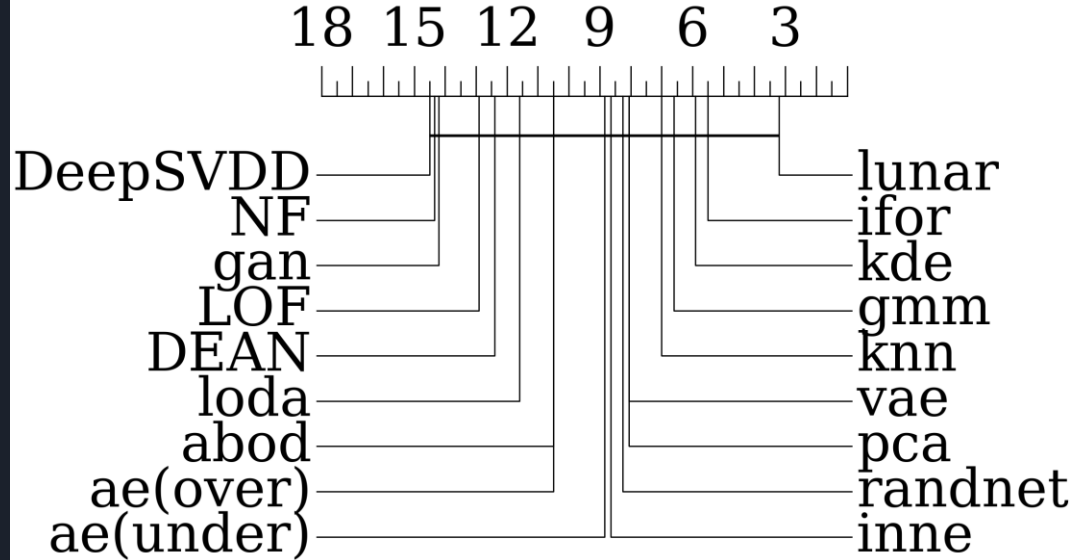 18 15 12 9 6 3
DeepSVDD
NF
gan
LOF
DEAN
loda
abod
ae(over)
ae(under)
lunar
ifor
kde
gmm
knn
vae
pca
randnet
inne